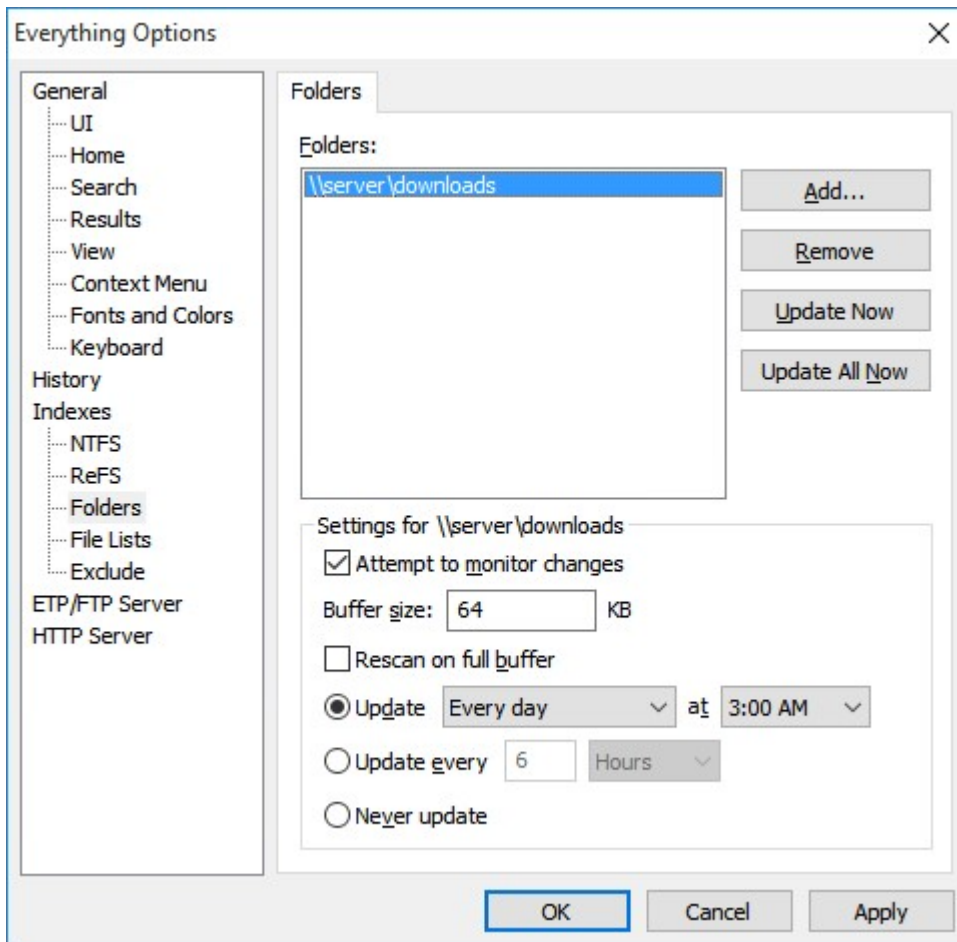 Everything Options
General
UI
Home
Search
Results
View
Context Menu
Fonts and Colors
Keyboard
History
Indexes
NTFS
ReFS
Folders
File Lists
Exclude
ETP/FTP Server
HTTP Server
Folders
Folders:
\\server\downloads
Add...
Remove
Update Now
Update All Now
Settings for \\server\downloads
Attempt to monitor changes
Buffer size: 64 KB
Rescan on full buffer
Update Every day at 3:00 AM
Update every 6 Hours
Never update
OK Cancel Apply